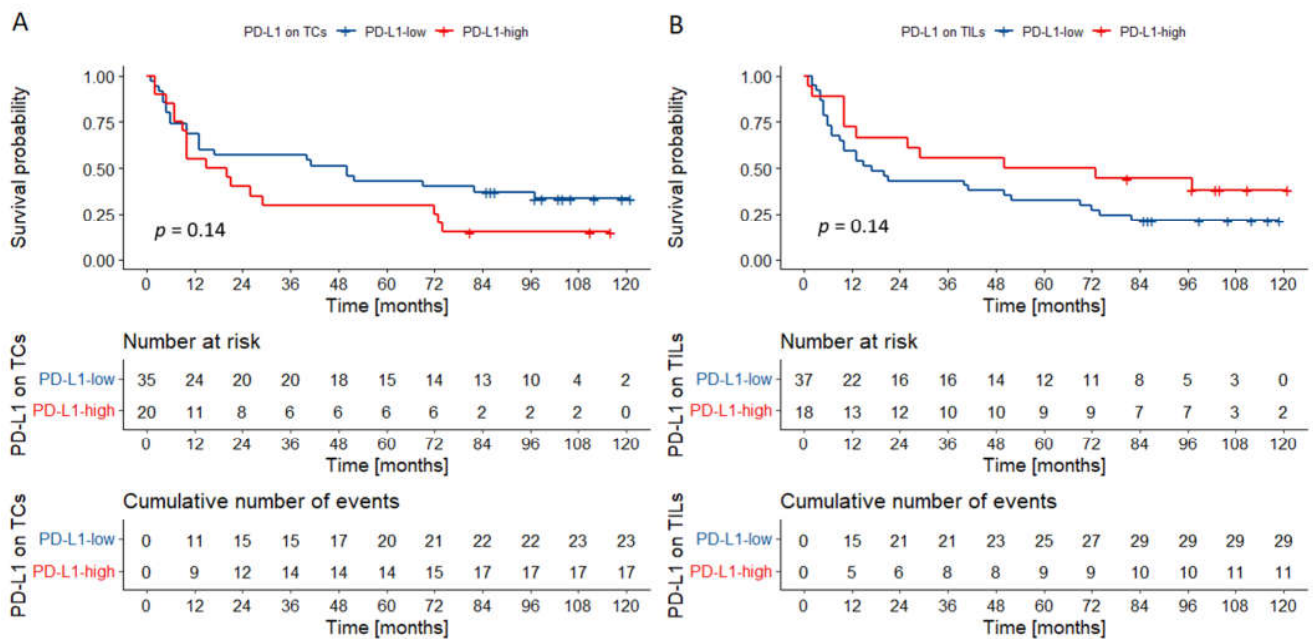 A
PD-L1 on TCs PD-L1-low PD-L1-high
Survival probability
1.00
0.75
0.50
0.25
0.00
p = 0.14
0 12 24 36 48 60 72 84 96 108 120
Time [months]
Number at risk
PD-L1 on TCs
PD-L1-low 35 24 20 20 18 15 14 13 10 4 2
PD-L1-high 20 11 8 6 6 6 6 2 2 2 0
0 12 24 36 48 60 72 84 96 108 120
Time [months]
Cumulative number of events
PD-L1 on TCs
PD-L1-low 0 11 15 15 17 20 21 22 22 23 23
PD-L1-high 0 9 12 14 14 14 15 17 17 17 17
0 12 24 36 48 60 72 84 96 108 120
Time [months]
B
PD-L1 on TILs PD-L1-low PD-L1-high
Survival probability
1.00
0.75
0.50
0.25
0.00
p = 0.14
0 12 24 36 48 60 72 84 96 108 120
Time [months]
Number at risk
PD-L1 on TILs
PD-L1-low 37 22 16 16 14 12 11 8 5 3 0
PD-L1-high 18 13 12 10 10 9 9 7 7 3 2
0 12 24 36 48 60 72 84 96 108 120
Time [months]
Cumulative number of events
PD-L1 on TILs
PD-L1-low 0 15 21 21 23 25 27 29 29 29 29
PD-L1-high 0 5 6 8 8 9 9 10 10 11 11
0 12 24 36 48 60 72 84 96 108 120
Time [months]